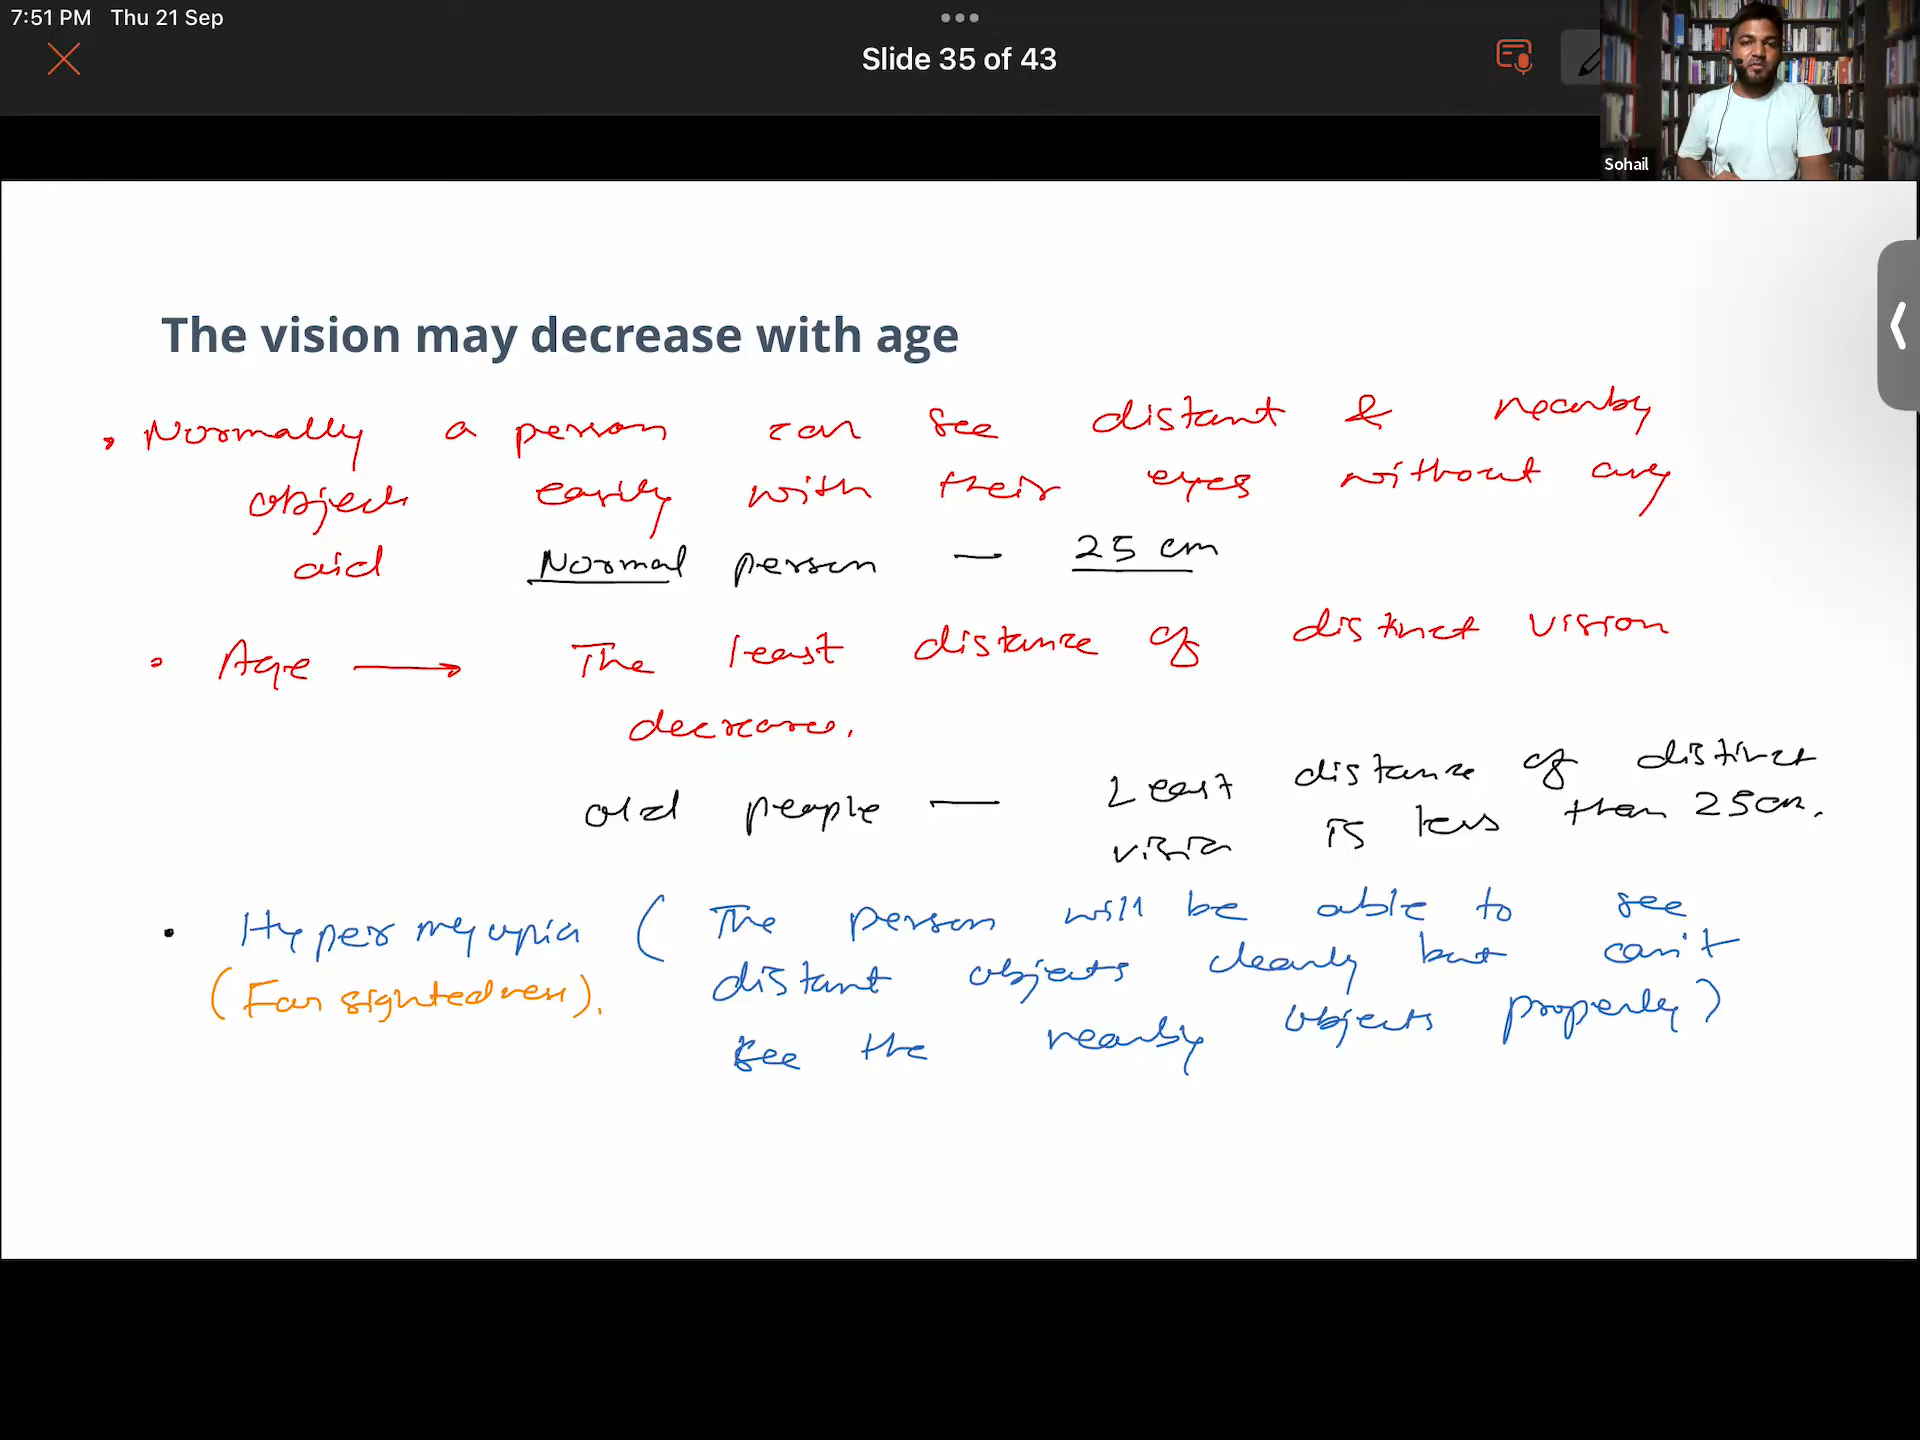 7:51 PM Thu 21 Sep
Slide 35 of 43
Sohail
The vision may decrease with age
• Normally a person can see distant & nearby
objects easily with their eyes without any
aid Normal person — 25 cm
• Age → The least distance of distinct vision
decreases.
old people — Least distance of distinct
vision is less than 25cm.
• Hypermyopia ( The person will be able to see
(Farsightedness). distant objects clearly but can't
see the nearby objects properly)